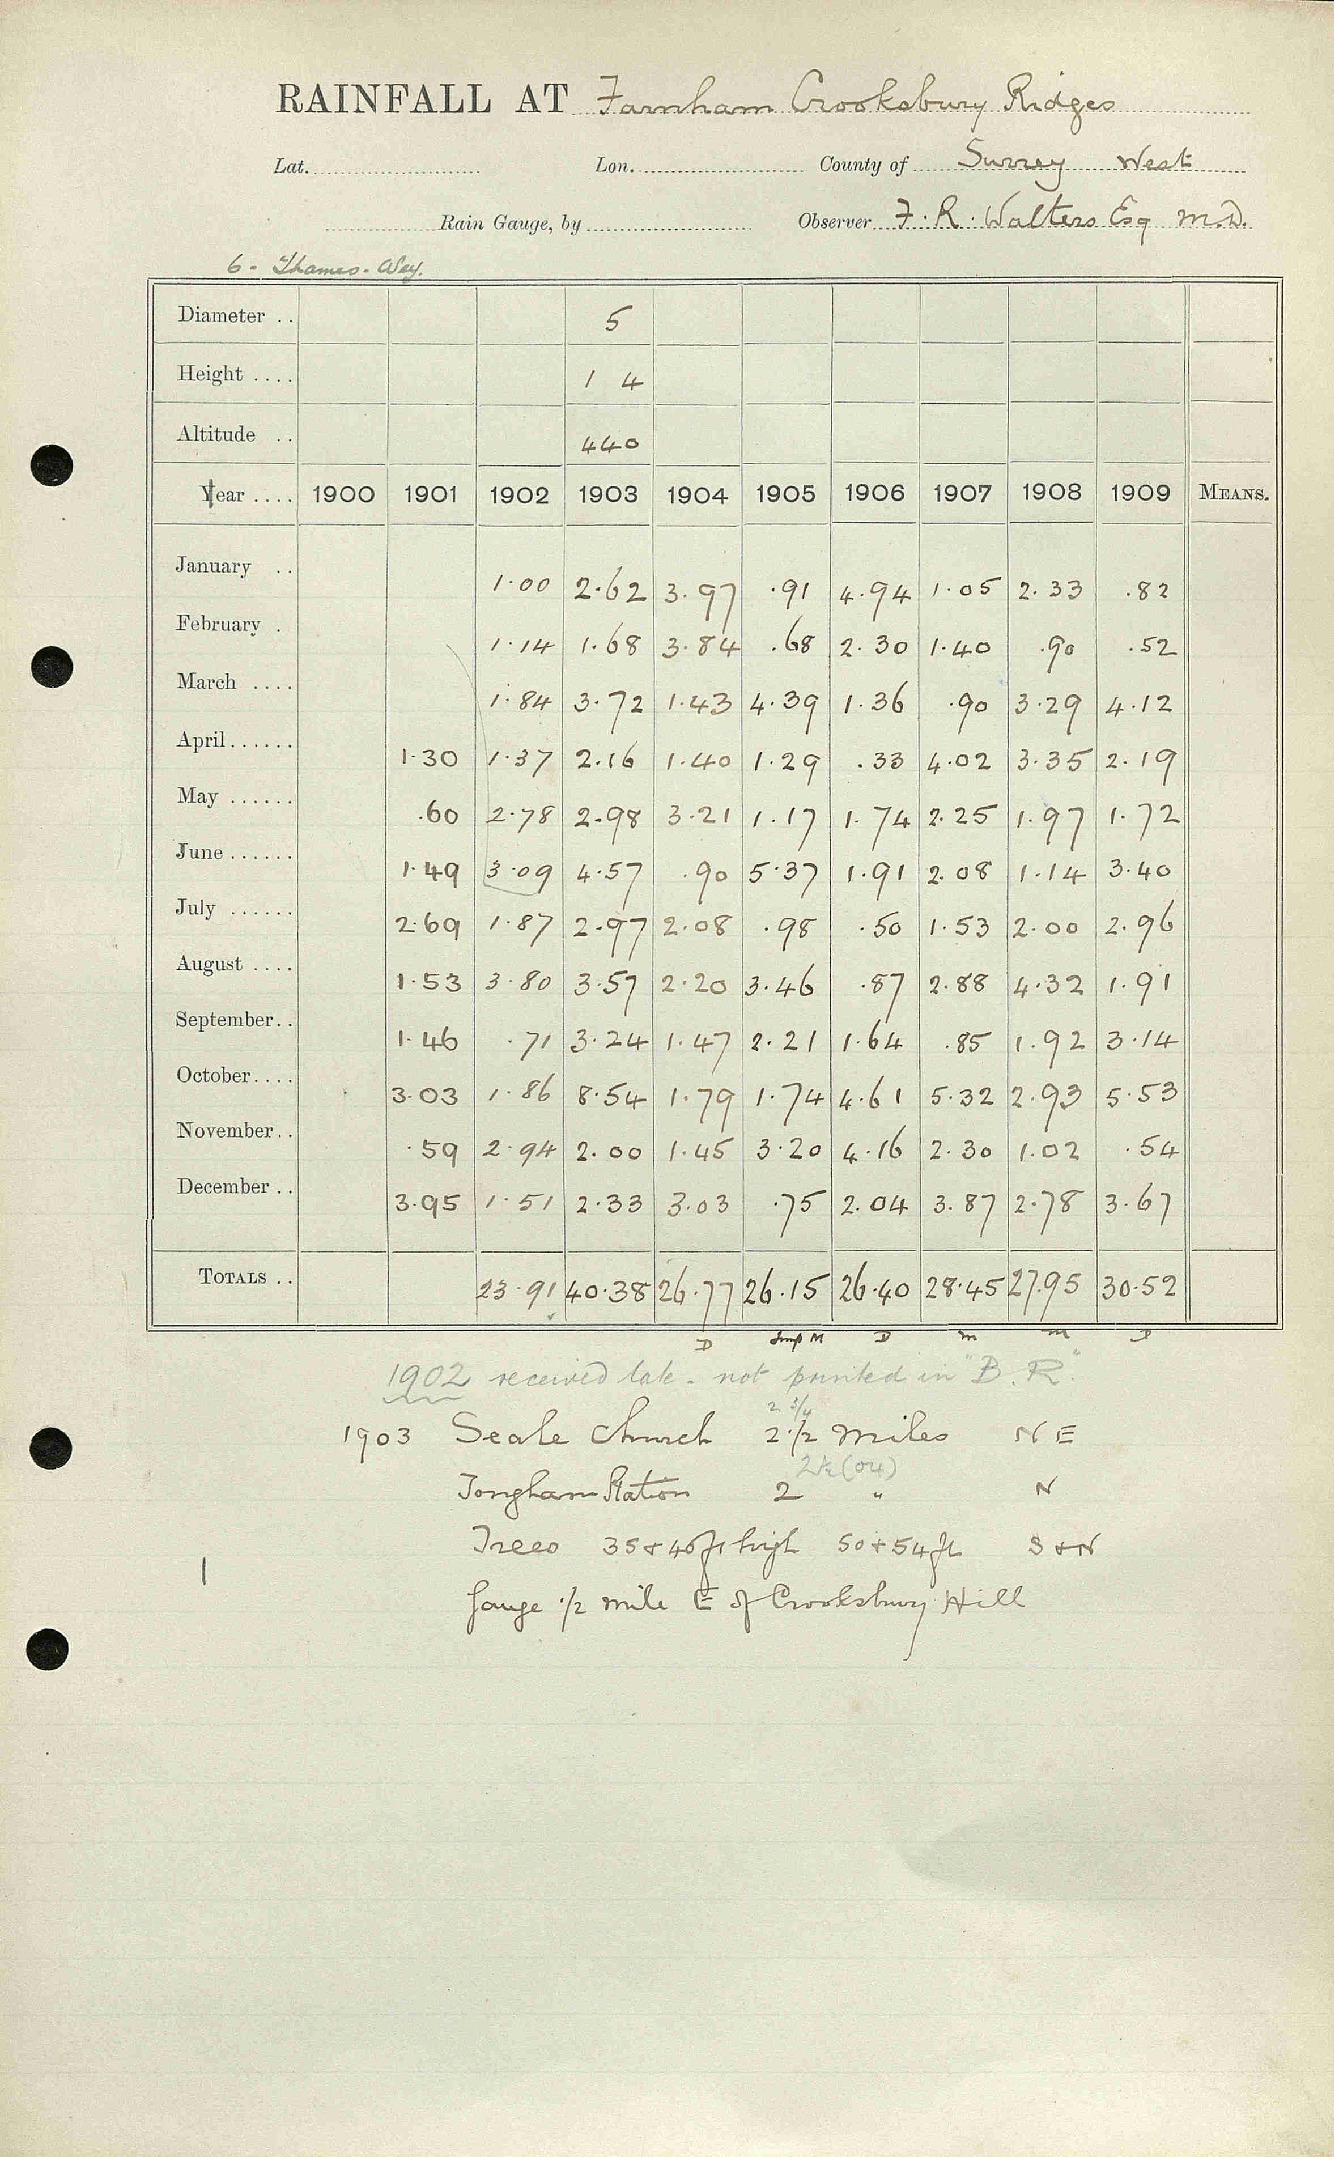 RAINFALL AT Farnham Crooksbury Ridges
Lat. Lon. County of Surrey West
Rain Gauge, by Observer F. R. Walters Esq M.D.
6 - Thames - Wey.
Diameter .. 5
Height .... 1 4
Altitude .. 440
Year .... 1900 1901 1902 1903 1904 1905 1906 1907 1908 1909 MEANS.
January .. 1.00 2.62 3.97 .91 4.94 1.05 2.33 .82
February . 1.14 1.68 3.84 .68 2.30 1.40 .90 .52
March .... 1.84 3.72 1.43 4.39 1.36 .90 3.29 4.12
April...... 1.30 1.37 2.16 1.40 1.29 .33 4.02 3.35 2.19
May ...... .60 2.78 2.98 3.21 1.17 1.74 2.25 1.97 1.72
June...... 1.49 3.09 4.57 .90 5.37 1.91 2.08 1.14 3.40
July ...... 2.69 1.87 2.97 2.08 .98 .50 1.53 2.00 2.96
August .... 1.53 3.80 3.57 2.20 3.46 .87 2.88 4.32 1.91
September.. 1.46 .71 3.24 1.47 2.21 1.64 .85 1.92 3.14
October.... 3.03 1.86 8.54 1.79 1.74 4.61 5.32 2.93 5.53
November.. .59 2.94 2.00 1.45 3.20 4.16 2.30 1.02 .54
December .. 3.95 1.51 2.33 3.03 .75 2.04 3.87 2.78 3.67
TOTALS .. 23.91 40.38 26.77 26.15 26.40 28.45 27.95 30.52
D Imp M D m m D
1902 received late - not printed in "B.R."
2 3/4
1903 Seale Church 2 1/2 miles N E
2 1/2 (04)
Tongham Station 2 " N
Trees 35 & 40 ft high 50 & 54 ft S & N
Gauge 1/2 mile E of Crooksbury Hill